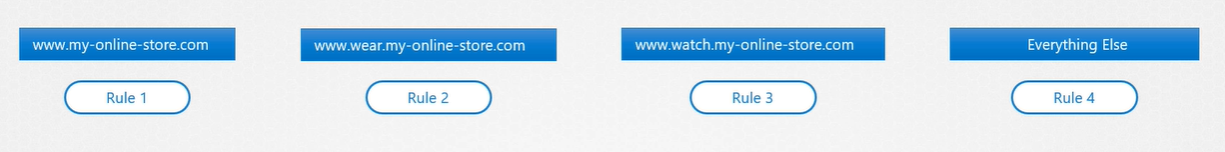 www.my-online-store.com
www.wear.my-online-store.com
www.watch.my-online-store.com
Everything Else
Rule 1
Rule 2
Rule 3
Rule 4